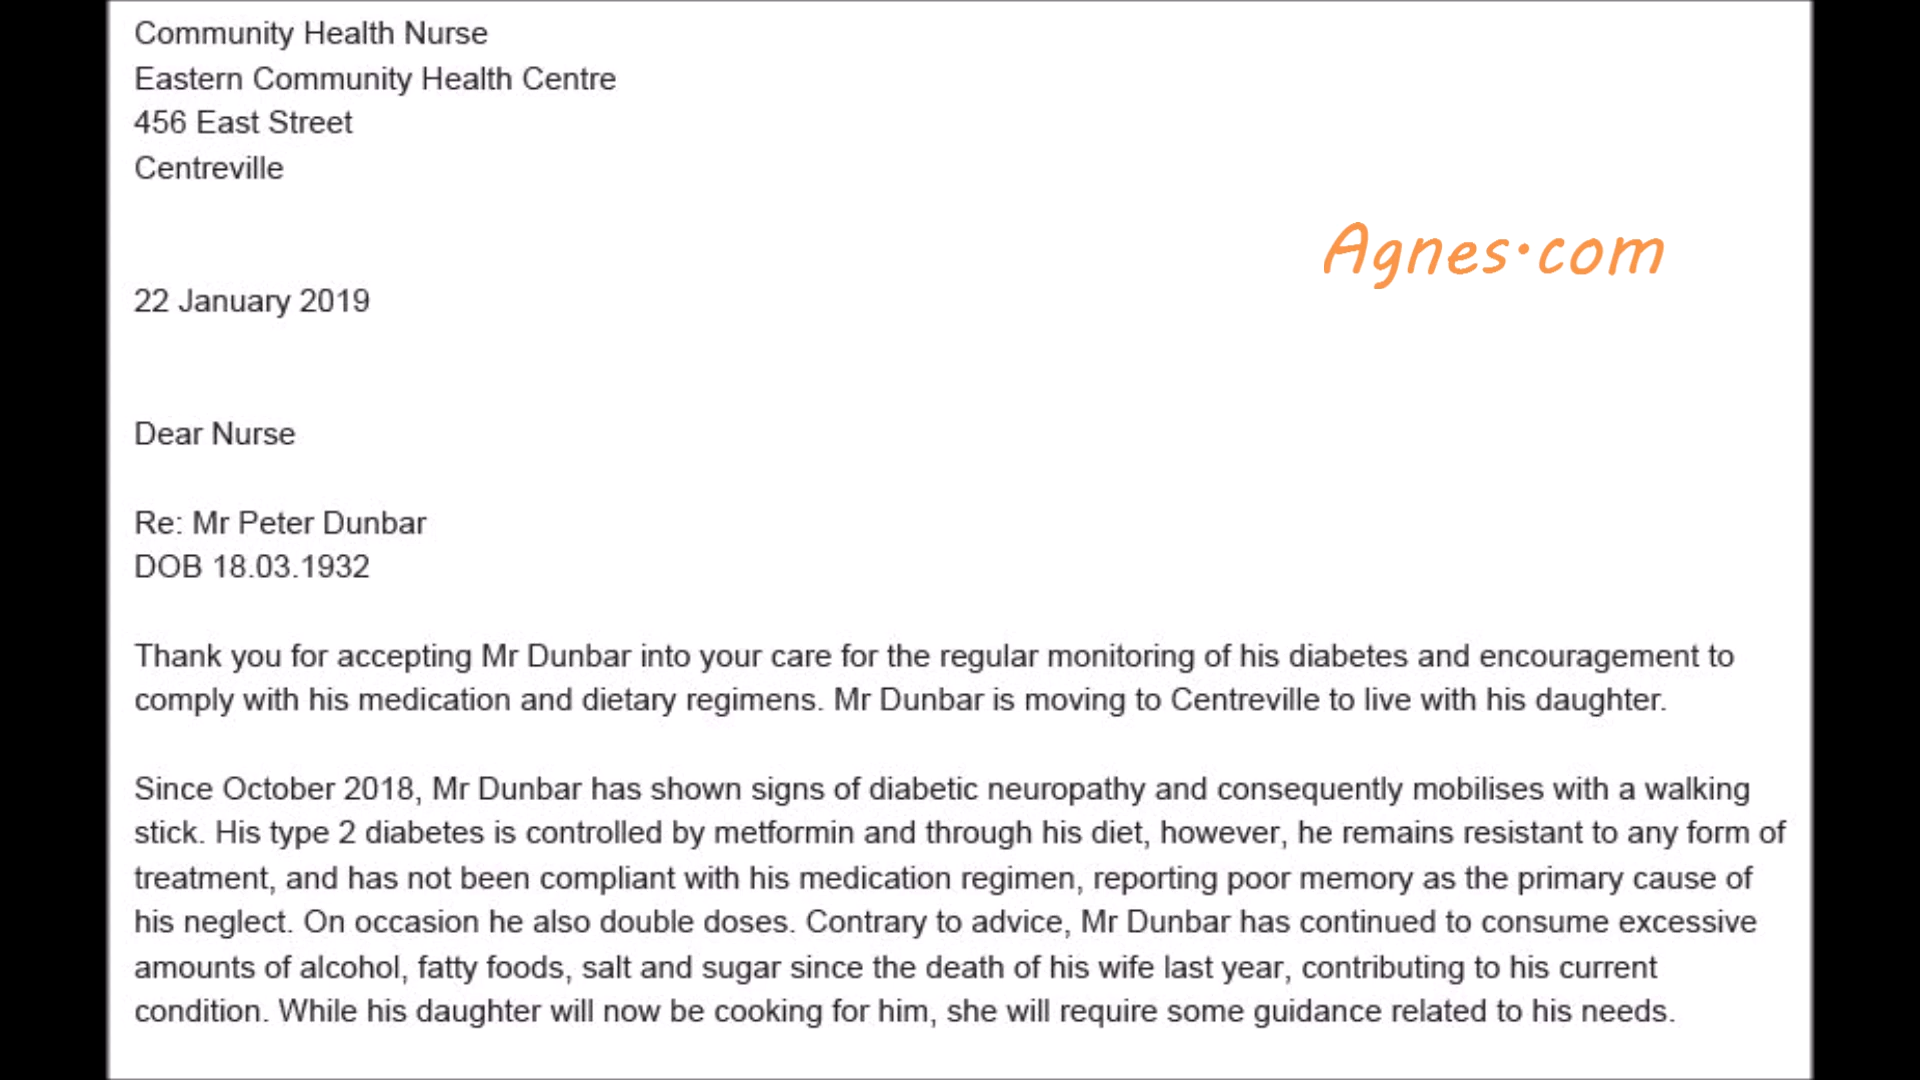 Community Health Nurse
Eastern Community Health Centre
456 East Street
Centreville
Agnes.com
22 January 2019
Dear Nurse
Re: Mr Peter Dunbar
DOB 18.03.1932
Thank you for accepting Mr Dunbar into your care for the regular monitoring of his diabetes and encouragement to
comply with his medication and dietary regimens. Mr Dunbar is moving to Centreville to live with his daughter.
Since October 2018, Mr Dunbar has shown signs of diabetic neuropathy and consequently mobilises with a walking
stick. His type 2 diabetes is controlled by metformin and through his diet, however, he remains resistant to any form of
treatment, and has not been compliant with his medication regimen, reporting poor memory as the primary cause of
his neglect. On occasion he also double doses. Contrary to advice, Mr Dunbar has continued to consume excessive
amounts of alcohol, fatty foods, salt and sugar since the death of his wife last year, contributing to his current
condition. While his daughter will now be cooking for him, she will require some guidance related to his needs.